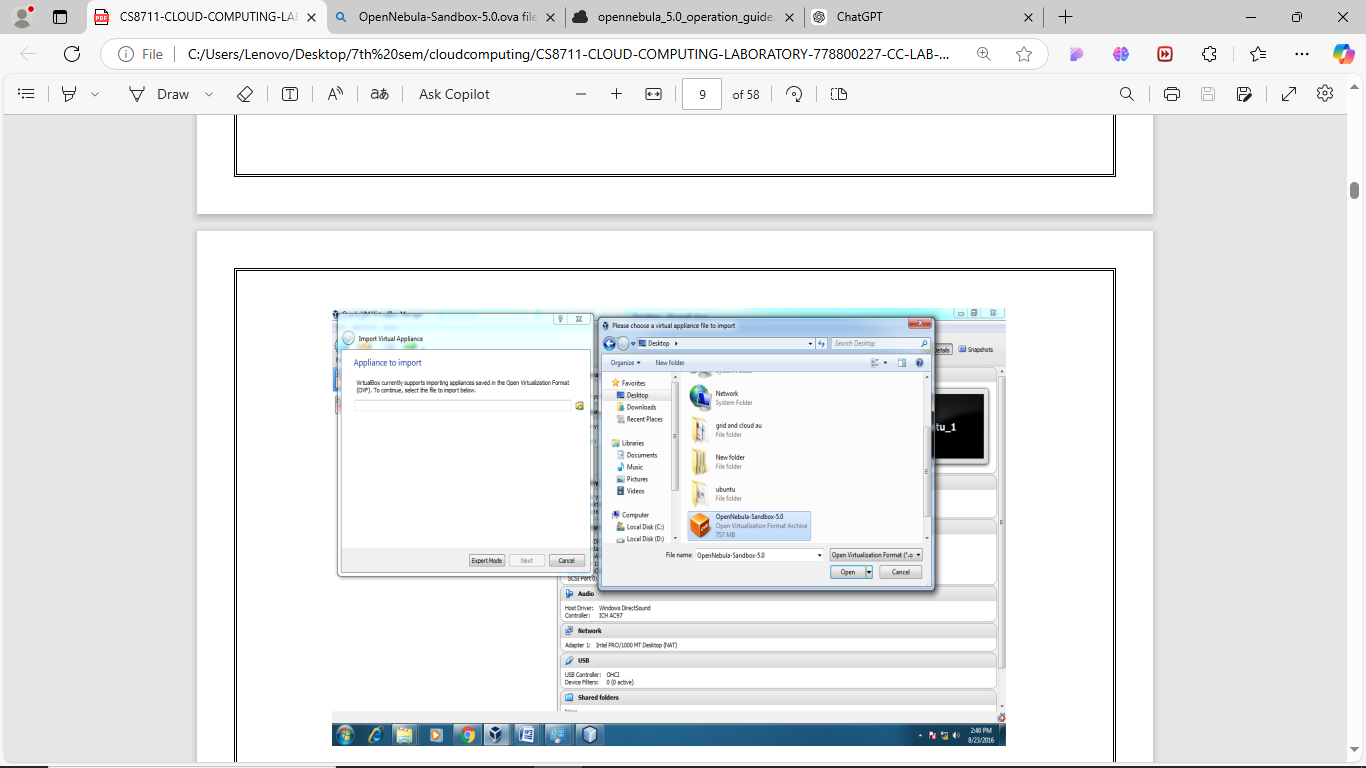 CS8711-CLOUD-COMPUTING-LA
OpenNebula-Sandbox-5.0.ova file
opennebula_5.0_operation_guide.
ChatGPT
File
C:/Users/Lenovo/Desktop/7th%20sem/cloudcomputing/CS8711-CLOUD-COMPUTING-LABORATORY-778800227-CC-LAB-...
Draw
Ask Copilot
9 of 58
Import Virtual Appliance
Appliance to import
VirtualBox currently supports importing appliances saved in the Open Virtualization Format
(OVF). To continue, select the file to import below.
Expert Mode
Next
Cancel
Please choose a virtual appliance file to import
Desktop
Search Desktop
Organize
New folder
Favorites
Desktop
Downloads
Recent Places
Libraries
Documents
Music
Pictures
Videos
Computer
Local Disk (C:)
Local Disk (D:)
Network
System Folder
grid and cloud au
File folder
New folder
File folder
ubuntu
File folder
OpenNebula-Sandbox-5.0
Open Virtualization Format Archive
757 MB
File name: OpenNebula-Sandbox-5.0
Open Virtualization Format (*.o
Open
Cancel
Snapshots
tu_1
SCSI Port 0:
Audio
Host Driver: Windows DirectSound
Controller: ICH AC97
Network
Adapter 1: Intel PRO/1000 MT Desktop (NAT)
USB
USB Controller: OHCI
Device Filters: 0 (0 active)
Shared folders
2:40 PM
8/23/2016